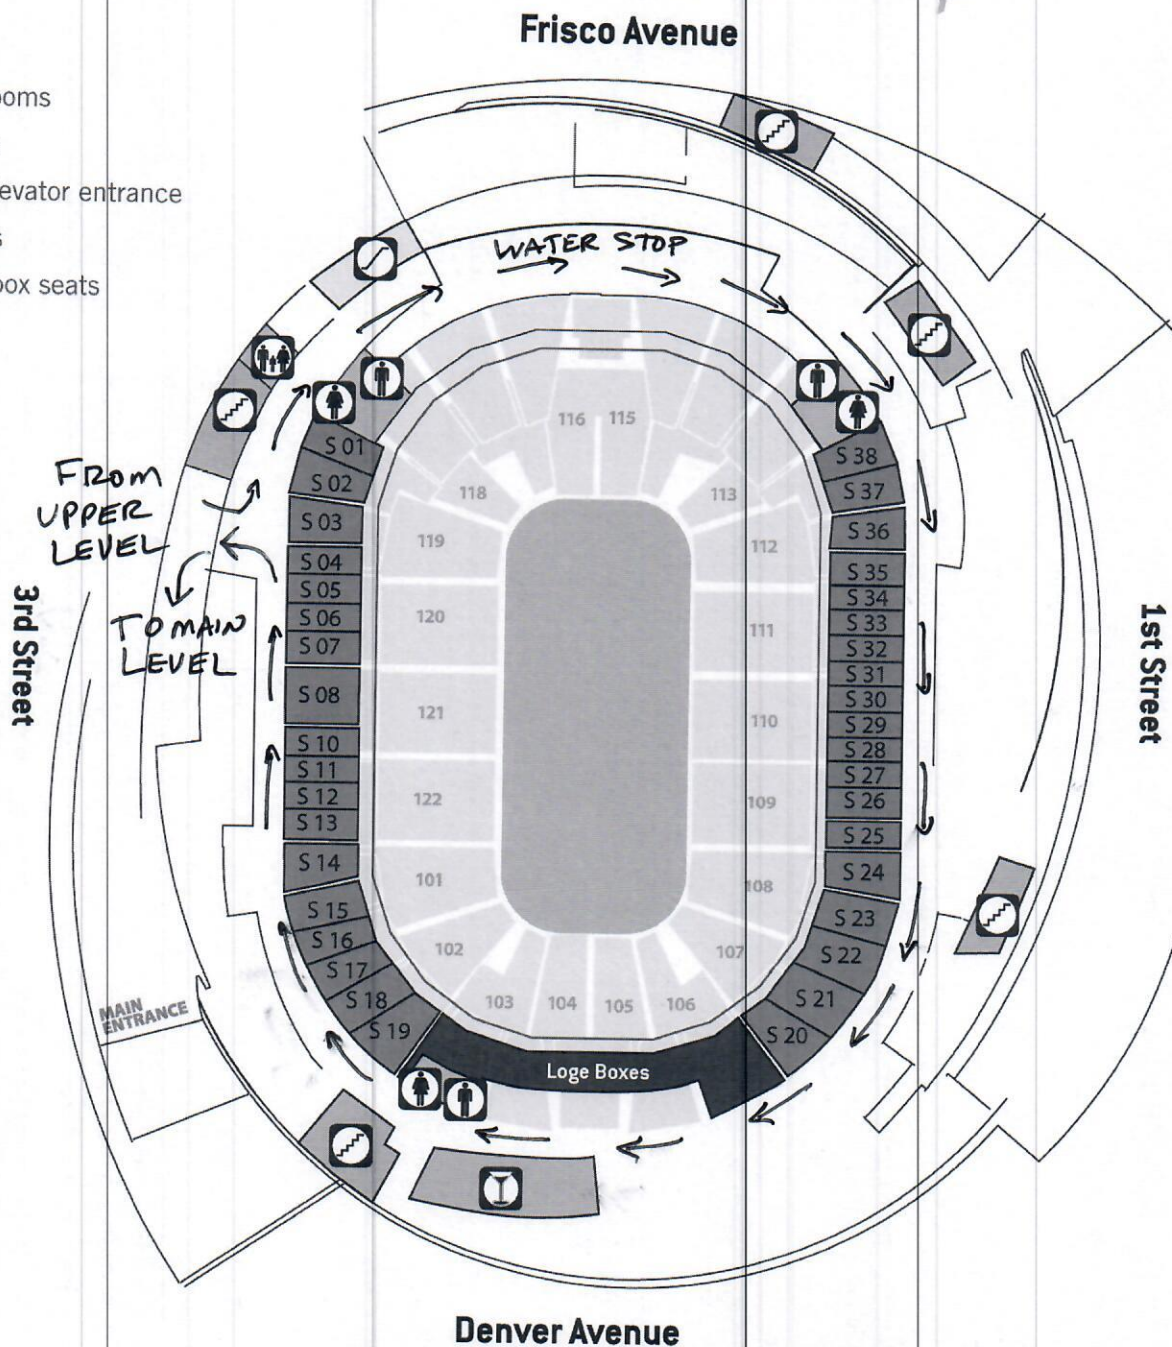 Frisco Avenue
ooms
evator entrance
s
box seats
WATER STOP
116 115
S 01
S 02
S 03
S 04
S 05
S 06
S 07
S 08
S 10
S 11
S 12
S 13
S 14
S 15
S 16
S 17
S 18
S 19
118
119
120
121
122
101
102
103 104 105 106
107
108
109
110
111
112
113
S 38
S 37
S 36
S 35
S 34
S 33
S 32
S 31
S 30
S 29
S 28
S 27
S 26
S 25
S 24
S 23
S 22
S 21
S 20
FROM
UPPER
LEVEL
TO MAIN
LEVEL
3rd Street
1st Street
MAIN
ENTRANCE
Loge Boxes
Denver Avenue